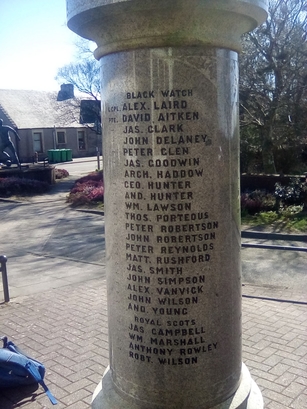 BLACK WATCH
CPL. ALEX. LAIRD
PTE. DAVID AITKEN
JAS. CLARK
JOHN DELANEY
PETER GLEN
JAS. GOODWIN
ARCH. HADDOW
GEO. HUNTER
AND. HUNTER
WM. LAWSON
THOS. PORTEOUS
PETER ROBERTSON
JOHN ROBERTSON
PETER REYNOLDS
MATT. RUSHFORD
JAS. SMITH
JOHN SIMPSON
ALEX. VANVICK
JOHN WILSON
AND. YOUNG
ROYAL SCOTS
JAS. CAMPBELL
WM. MARSHALL
ANTHONY ROWLEY
ROBT. WILSON